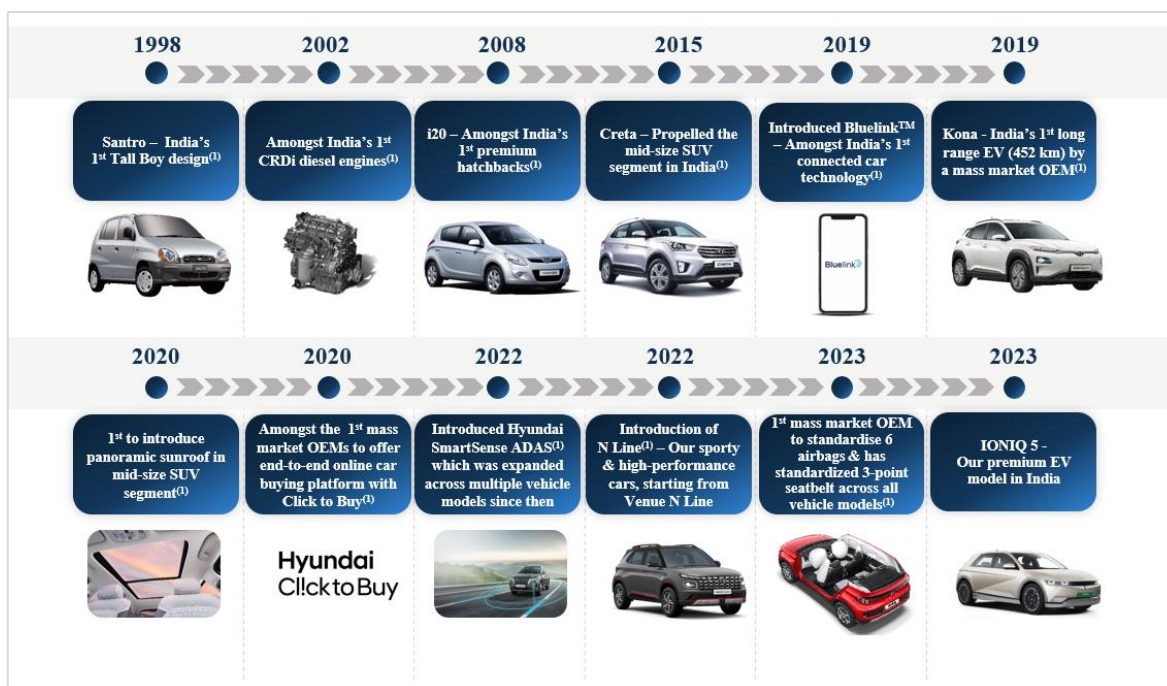 1998
2002
2008
2015
2019
2019
Santro – India's
1st Tall Boy design(1)
Amongst India's 1st
CRDi diesel engines(1)
i20 – Amongst India's
1st premium
hatchbacks(1)
Creta – Propelled the
mid-size SUV
segment in India(1)
Introduced Bluelink™
– Amongst India's 1st
connected car
technology(1)
Kona - India's 1st long
range EV (452 km) by
a mass market OEM(1)
Bluelink
2020
2020
2022
2022
2023
2023
1st to introduce
panoramic sunroof in
mid-size SUV
segment(1)
Amongst the 1st mass
market OEMs to offer
end-to-end online car
buying platform with
Click to Buy(1)
Introduced Hyundai
SmartSense ADAS(1)
which was expanded
across multiple vehicle
models since then
Introduction of
N Line(1) – Our sporty
& high-performance
cars, starting from
Venue N Line
1st mass market OEM
to standardise 6
airbags & has
standardized 3-point
seatbelt across all
vehicle models(1)
IONIQ 5 -
Our premium EV
model in India
Hyundai
Cl!ck to Buy